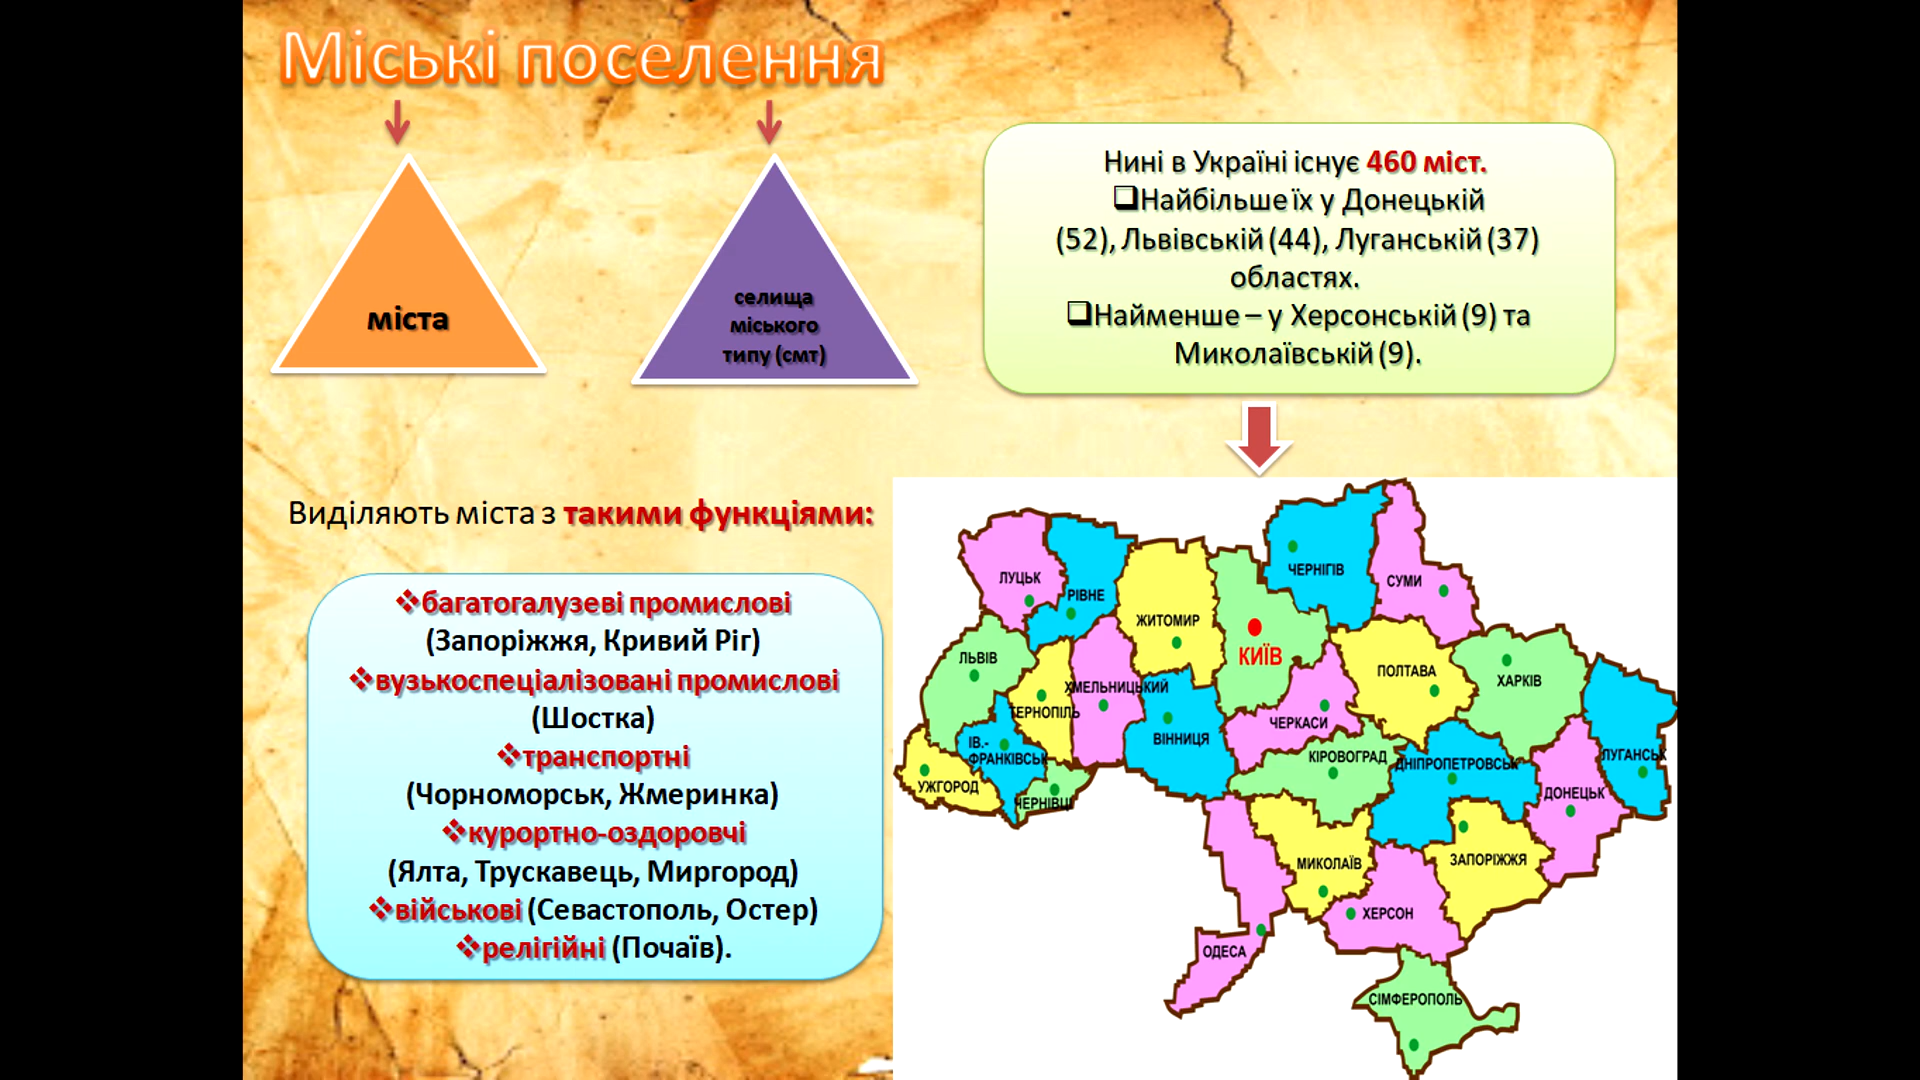 Міські поселення
міста
селища
міського
типу (смт)
Нині в Україні існує 460 міст.
❑Найбільше їх у Донецькій
(52), Львівській (44), Луганській (37)
областях.
❑Найменше – у Херсонській (9) та
Миколаївській (9).
Виділяють міста з такими функціями:
❖багатогалузеві промислові
(Запоріжжя, Кривий Ріг)
❖вузькоспеціалізовані промислові
(Шостка)
❖транспортні
(Чорноморськ, Жмеринка)
❖курортно-оздоровчі
(Ялта, Трускавець, Миргород)
❖військові (Севастополь, Остер)
❖релігійні (Почаїв).
ЛУЦЬК
РІВНЕ
ЖИТОМИР
КИЇВ
ЧЕРНІГІВ
СУМИ
ЛЬВІВ
ТЕРНОПІЛЬ
ХМЕЛЬНИЦЬКИЙ
ВІННИЦЯ
ЧЕРКАСИ
ПОЛТАВА
ХАРКІВ
ІВ.-
ФРАНКІВСЬК
УЖГОРОД
ЧЕРНІВЦІ
КІРОВОГРАД
ДНІПРОПЕТРОВСЬК
ЛУГАНСЬК
ДОНЕЦЬК
МИКОЛАЇВ
ЗАПОРІЖЖЯ
ХЕРСОН
ОДЕСА
СІМФЕРОПОЛЬ